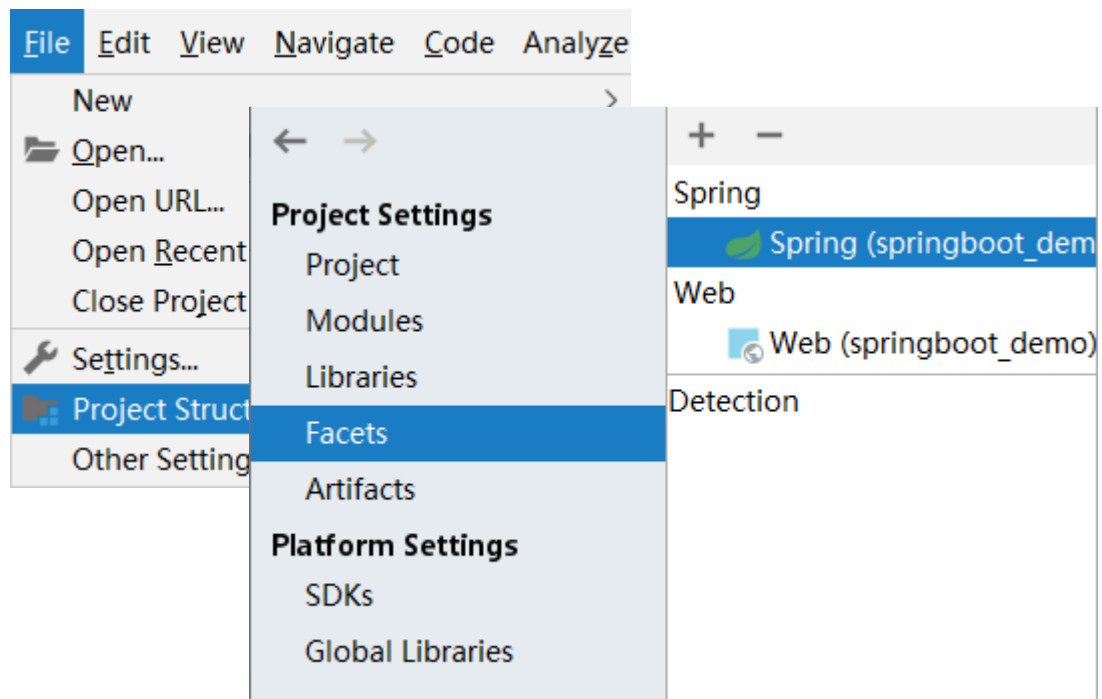 File Edit View Navigate Code Analyze
New
Open...
Open URL...
Open Recent
Close Project
Settings...
Project Struct
Other Setting
Project Settings
Project
Modules
Libraries
Facets
Artifacts
Platform Settings
SDKs
Global Libraries
Spring
Spring (springboot_dem
Web
Web (springboot_demo)
Detection